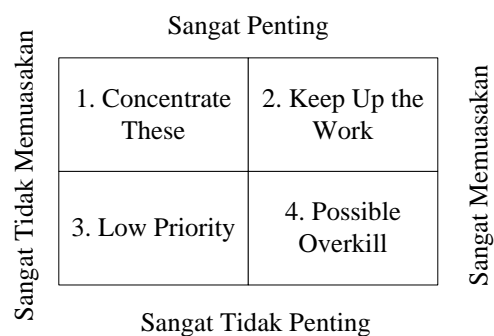 Sangat Penting
Sangat Tidak Memuasakan
1. Concentrate
These
2. Keep Up the
Work
3. Low Priority
4. Possible
Overkill
Sangat Memuaskan
Sangat Tidak Penting